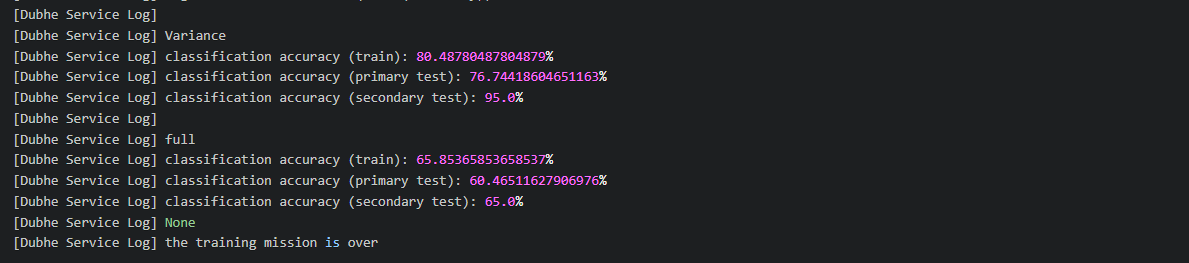 [Dubhe Service Log]
[Dubhe Service Log] Variance
[Dubhe Service Log] classification accuracy (train): 80.48780487804879%
[Dubhe Service Log] classification accuracy (primary test): 76.74418604651163%
[Dubhe Service Log] classification accuracy (secondary test): 95.0%
[Dubhe Service Log]
[Dubhe Service Log] full
[Dubhe Service Log] classification accuracy (train): 65.85365853658537%
[Dubhe Service Log] classification accuracy (primary test): 60.46511627906976%
[Dubhe Service Log] classification accuracy (secondary test): 65.0%
[Dubhe Service Log] None
[Dubhe Service Log] the training mission is over